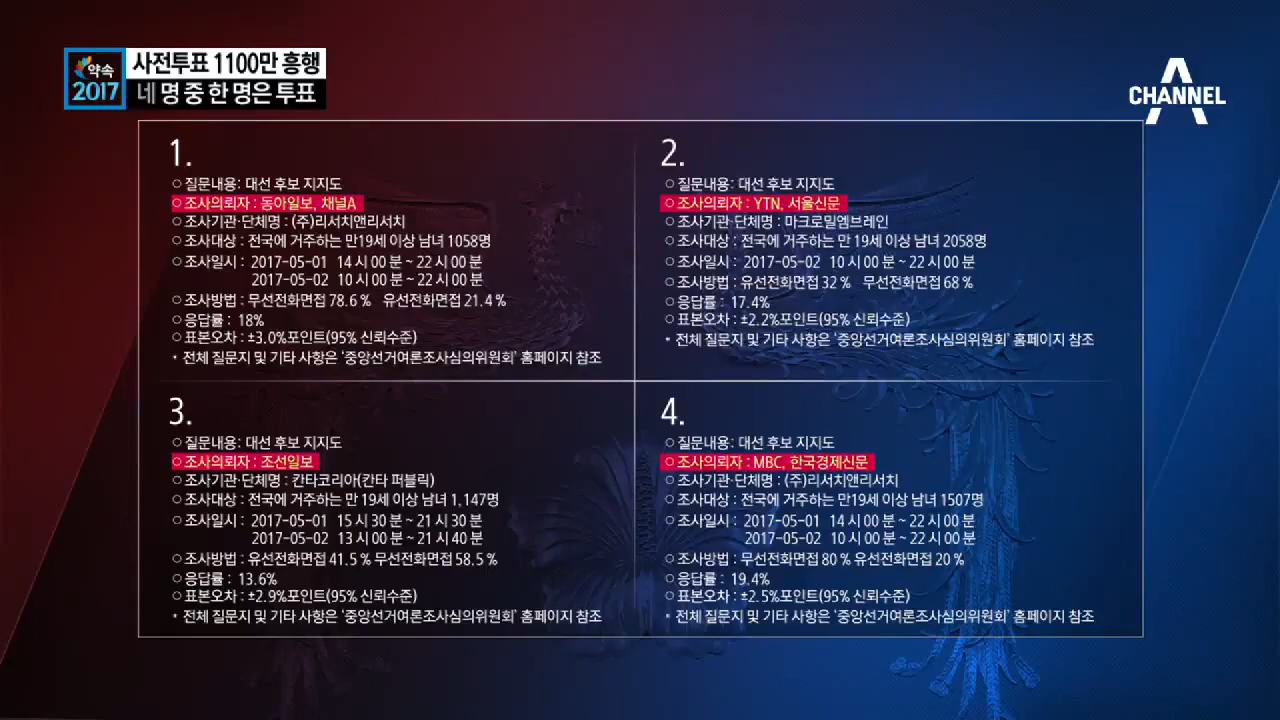 약속
2017
사전투표 1100만 흥행
네 명 중 한 명은 투표
CHANNEL A
1.
○ 질문내용: 대선 후보 지지도
○ 조사의뢰자 : 동아일보, 채널A
○ 조사기관·단체명 : (주)리서치앤리서치
○ 조사대상 : 전국에 거주하는 만19세 이상 남녀 1058명
○ 조사일시 : 2017-05-01 14 시 00 분 ~ 22 시 00 분
2017-05-02 10 시 00 분 ~ 22 시 00 분
○ 조사방법 : 무선전화면접 78.6 % 유선전화면접 21.4 %
○ 응답률 : 18%
○ 표본오차 : ±3.0%포인트(95% 신뢰수준)
* 전체 질문지 및 기타 사항은 '중앙선거여론조사심의위원회' 홈페이지 참조
2.
○ 질문내용: 대선 후보 지지도
○ 조사의뢰자 : YTN, 서울신문
○ 조사기관·단체명 : 마크로밀엠브레인
○ 조사대상 : 전국에 거주하는 만 19세 이상 남녀 2058명
○ 조사일시 : 2017-05-02 10 시 00 분 ~ 22 시 00 분
○ 조사방법 : 유선전화면접 32 % 무선전화면접 68 %
○ 응답률 : 17.4%
○ 표본오차 : ±2.2%포인트(95% 신뢰수준)
* 전체 질문지 및 기타 사항은 '중앙선거여론조사심의위원회' 홈페이지 참조
3.
○ 질문내용: 대선 후보 지지도
○ 조사의뢰자 : 조선일보
○ 조사기관·단체명 : 칸타코리아(칸타 퍼블릭)
○ 조사대상 : 전국에 거주하는 만 19세 이상 남녀 1,147명
○ 조사일시 : 2017-05-01 15 시 30 분 ~ 21 시 30 분
2017-05-02 13 시 00 분 ~ 21 시 40 분
○ 조사방법 : 유선전화면접 41.5 % 무선전화면접 58.5 %
○ 응답률 : 13.6%
○ 표본오차 : ±2.9%포인트(95% 신뢰수준)
* 전체 질문지 및 기타 사항은 '중앙선거여론조사심의위원회' 홈페이지 참조
4.
○ 질문내용: 대선 후보 지지도
○ 조사의뢰자 : MBC, 한국경제신문
○ 조사기관·단체명 : (주)리서치앤리서치
○ 조사대상 : 전국에 거주하는 만19세 이상 남녀 1507명
○ 조사일시 : 2017-05-01 14 시 00 분 ~ 22 시 00 분
2017-05-02 10 시 00 분 ~ 22 시 00 분
○ 조사방법 : 무선전화면접 80 % 유선전화면접 20 %
○ 응답률 : 19.4%
○ 표본오차 : ±2.5%포인트(95% 신뢰수준)
* 전체 질문지 및 기타 사항은 '중앙선거여론조사심의위원회' 홈페이지 참조